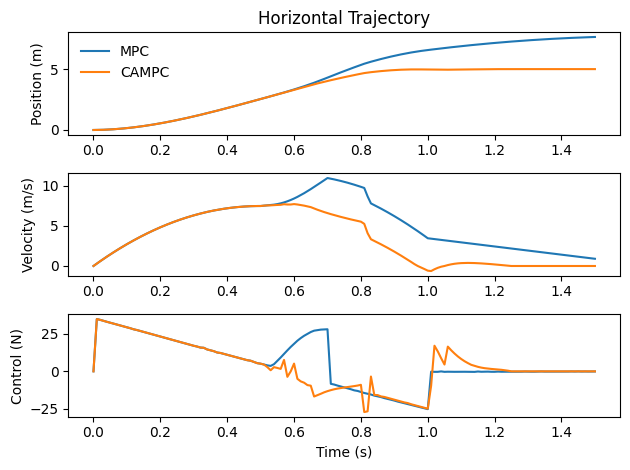 Horizontal Trajectory
Position (m)
5
0
MPC
CAMPC
0.0 0.2 0.4 0.6 0.8 1.0 1.2 1.4
Velocity (m/s)
10
5
0
0.0 0.2 0.4 0.6 0.8 1.0 1.2 1.4
Control (N)
25
0
−25
0.0 0.2 0.4 0.6 0.8 1.0 1.2 1.4
Time (s)